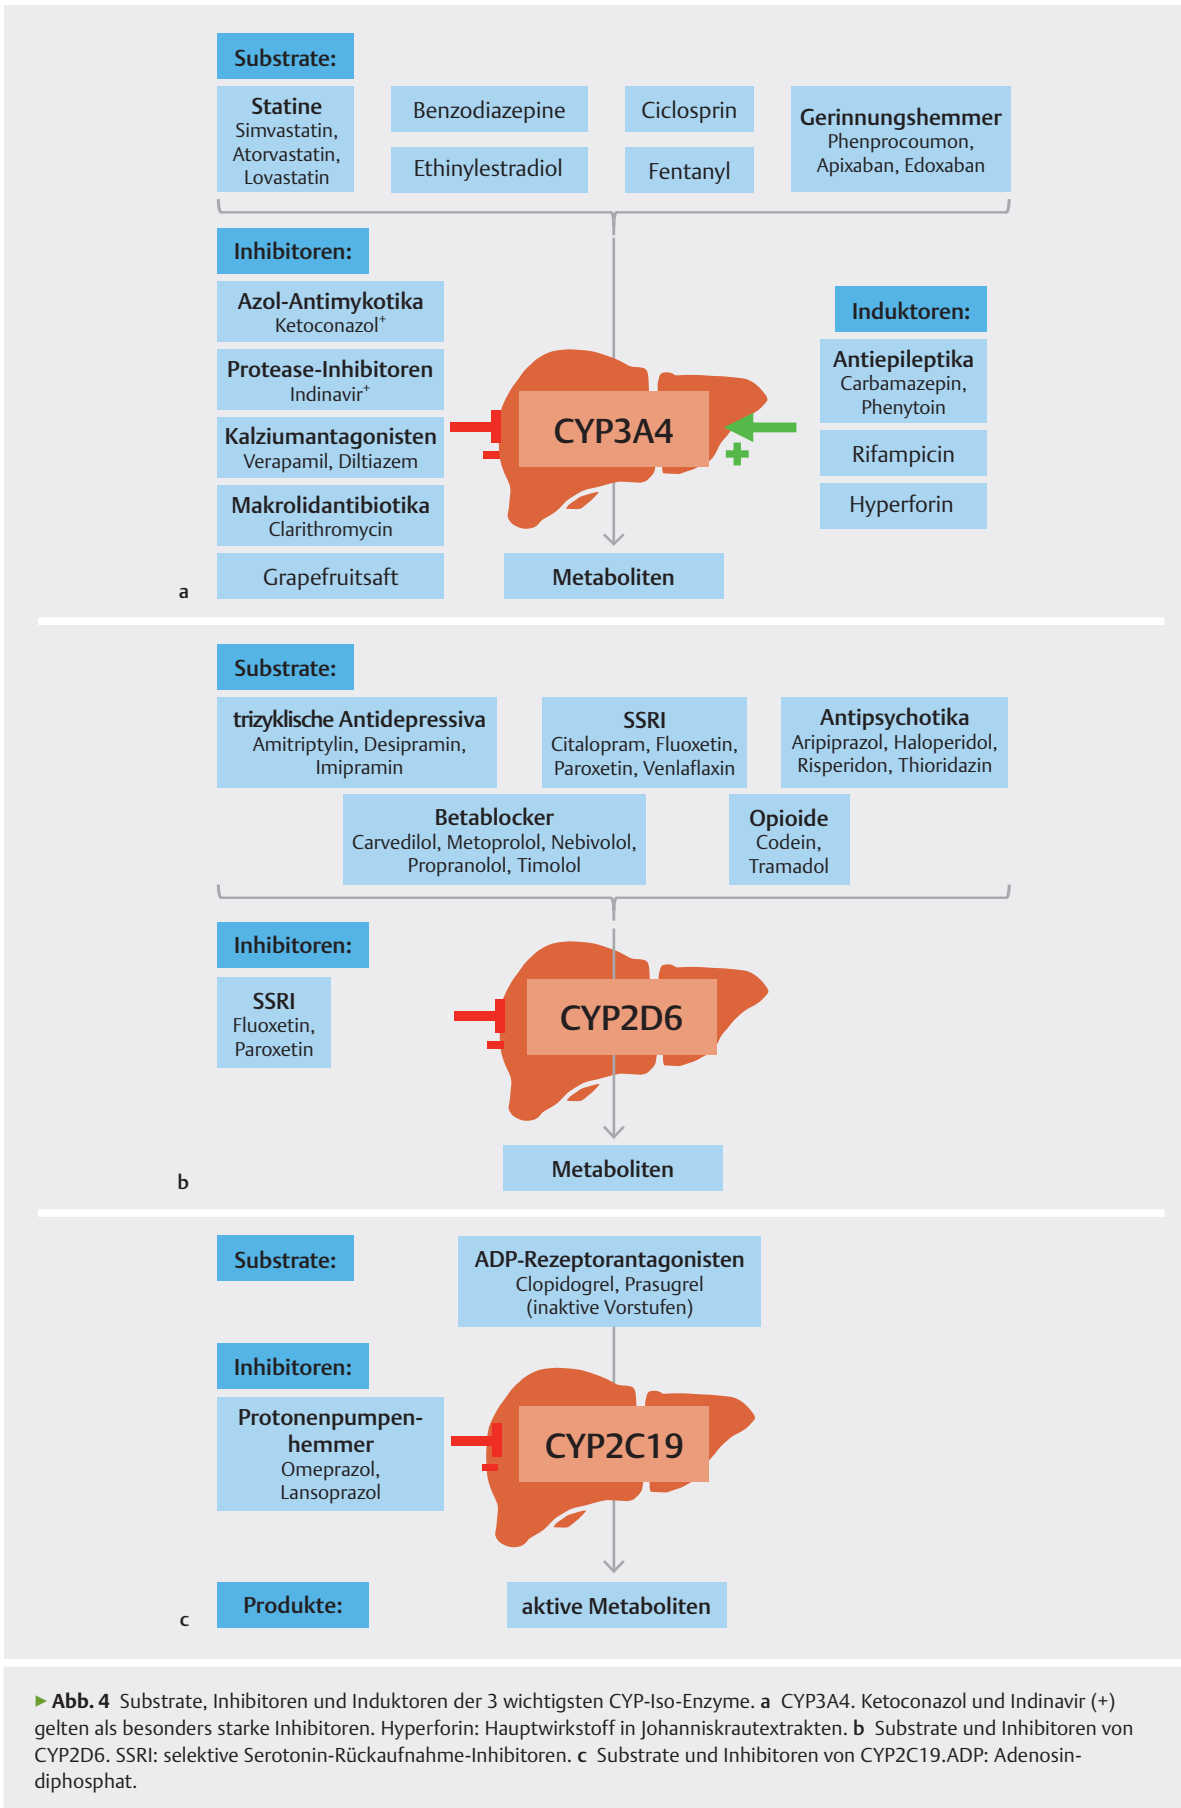 Substrate:
Statine
Simvastatin,
Atorvastatin,
Lovastatin
Benzodiazepine
Ethinylestradiol
Ciclosprin
Fentanyl
Gerinnungshemmer
Phenprocoumon,
Apixaban, Edoxaban
Inhibitoren:
Azol-Antimykotika
Ketoconazol+
Protease-Inhibitoren
Indinavir+
Kalziumantagonisten
Verapamil, Diltiazem
Makrolidantibiotika
Clarithromycin
Grapefruitsaft
CYP3A4
Induktoren:
Antiepileptika
Carbamazepin,
Phenytoin
Rifampicin
Hyperforin
Metaboliten
a
Substrate:
trizyklische Antidepressiva
Amitriptylin, Desipramin,
Imipramin
SSRI
Citalopram, Fluoxetin,
Paroxetin, Venlaflaxin
Antipsychotika
Aripiprazol, Haloperidol,
Risperidon, Thioridazin
Betablocker
Carvedilol, Metoprolol, Nebivolol,
Propranolol, Timolol
Opioide
Codein,
Tramadol
Inhibitoren:
SSRI
Fluoxetin,
Paroxetin
CYP2D6
Metaboliten
b
Substrate:
ADP-Rezeptorantagonisten
Clopidogrel, Prasugrel
(inaktive Vorstufen)
Inhibitoren:
Protonenpumpen-
hemmer
Omeprazol,
Lansoprazol
CYP2C19
Produkte:
aktive Metaboliten
c
▶ Abb. 4 Substrate, Inhibitoren und Induktoren der 3 wichtigsten CYP-Iso-Enzyme. a CYP3A4. Ketoconazol und Indinavir (+)
gelten als besonders starke Inhibitoren. Hyperforin: Hauptwirkstoff in Johanniskrautextrakten. b Substrate und Inhibitoren von
CYP2D6. SSRI: selektive Serotonin-Rückaufnahme-Inhibitoren. c Substrate und Inhibitoren von CYP2C19.ADP: Adenosin-
diphosphat.